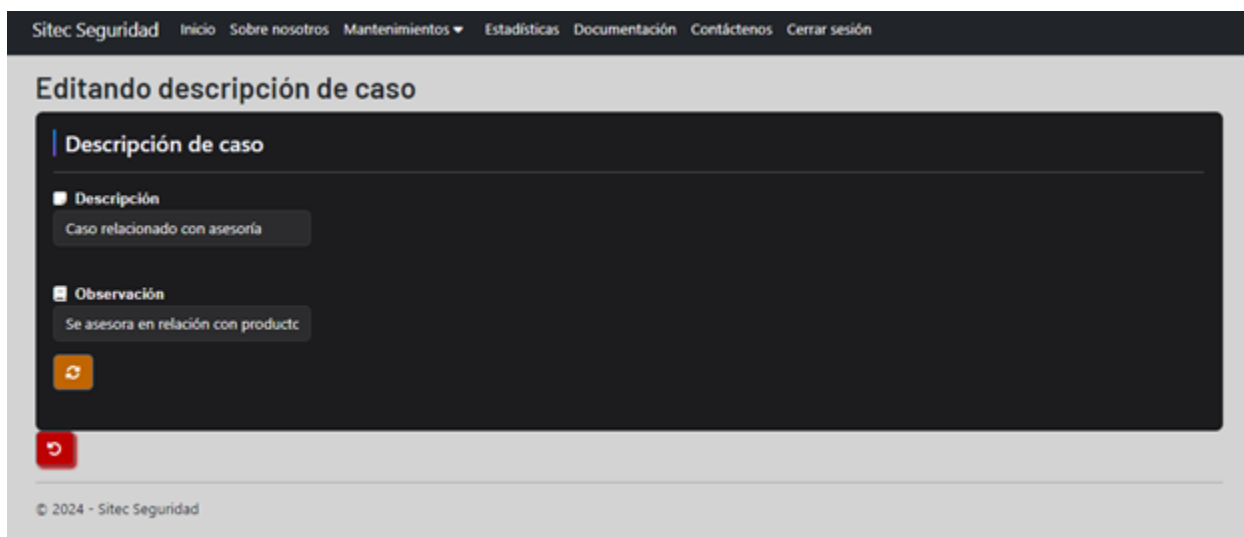 Sitec Seguridad Inicio Sobre nosotros Mantenimientos Estadísticas Documentación Contáctenos Cerrar sesión
Editando descripción de caso
Descripción de caso
Descripción
Caso relacionado con asesoría
Observación
Se asesora en relación con productc
© 2024 - Sitec Seguridad